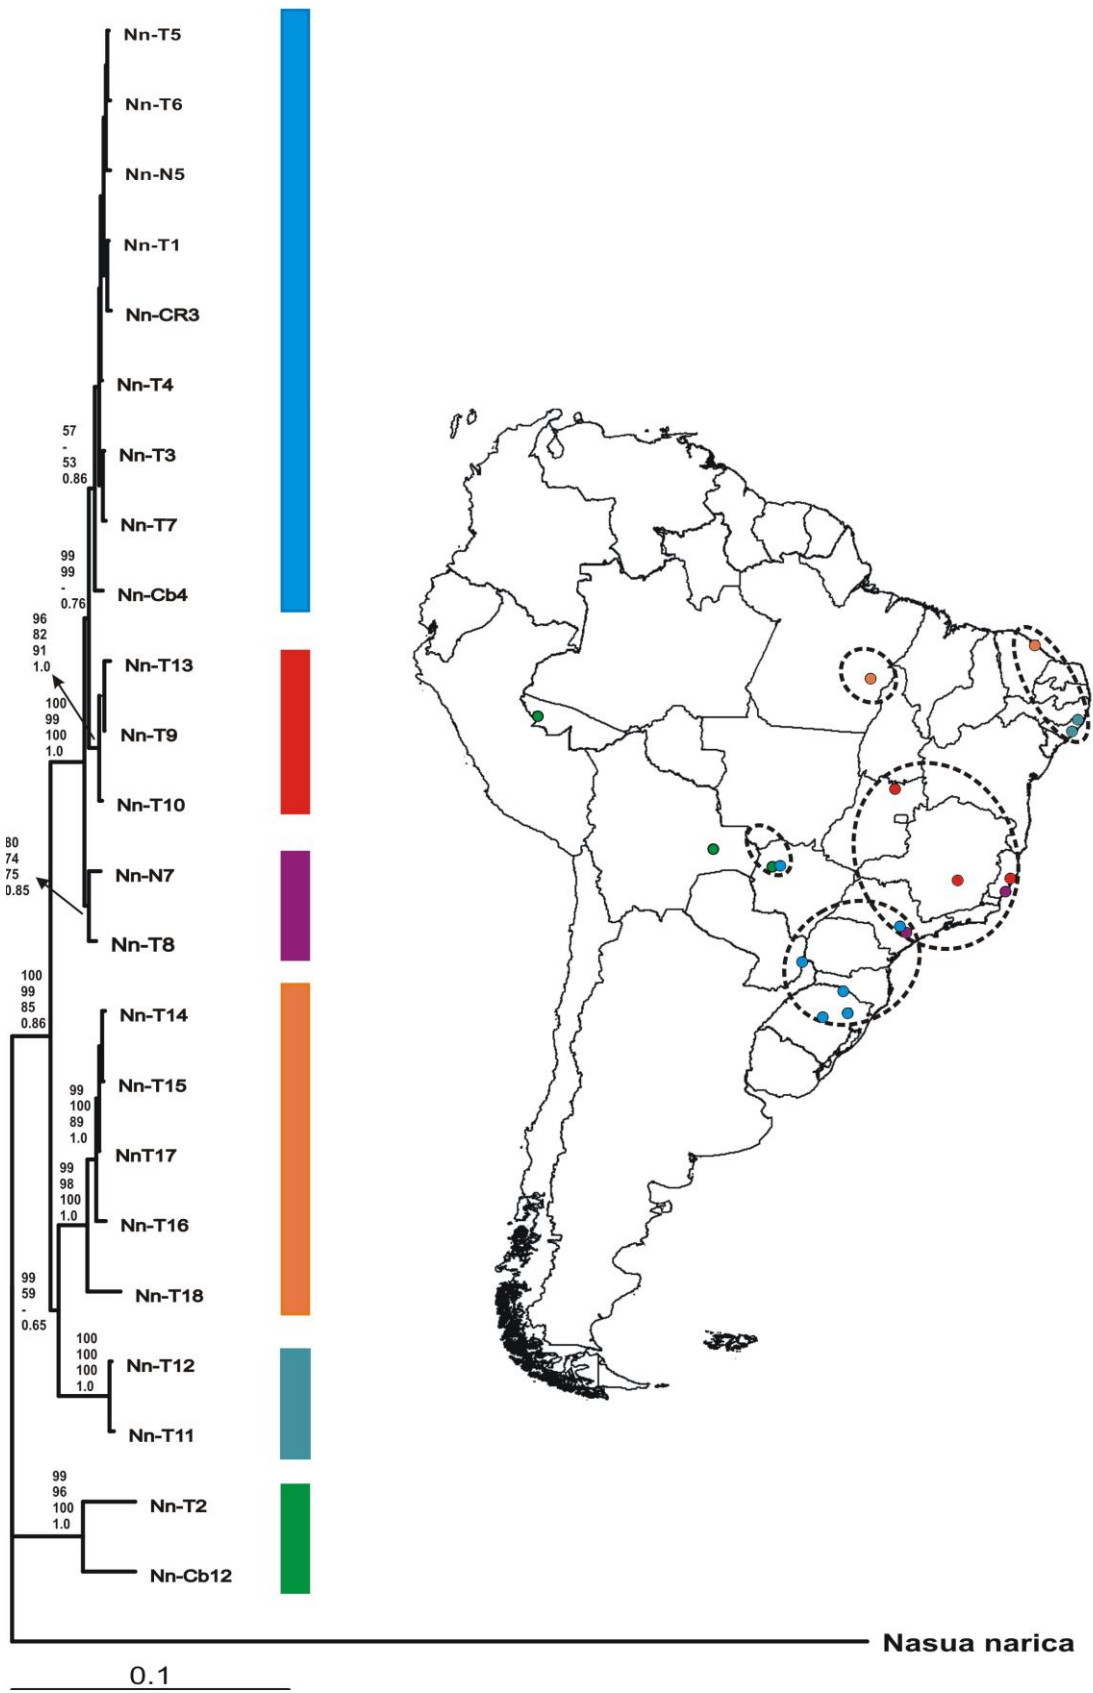 Nn-T5
Nn-T6
Nn-N5
Nn-T1
Nn-CR3
Nn-T4
57
-
53
0.86
Nn-T3
Nn-T7
99
99
-
0.76
Nn-Cb4
96
82
91
1.0
Nn-T13
100
99
100
1.0
Nn-T9
Nn-T10
80
74
75
0.85
Nn-N7
Nn-T8
100
99
85
0.86
Nn-T14
Nn-T15
99
100
89
1.0
NnT17
99
98
100
1.0
Nn-T16
Nn-T18
99
59
-
0.65
100
100
100
1.0
Nn-T12
Nn-T11
99
96
100
1.0
Nn-T2
Nn-Cb12
Nasua narica
0.1